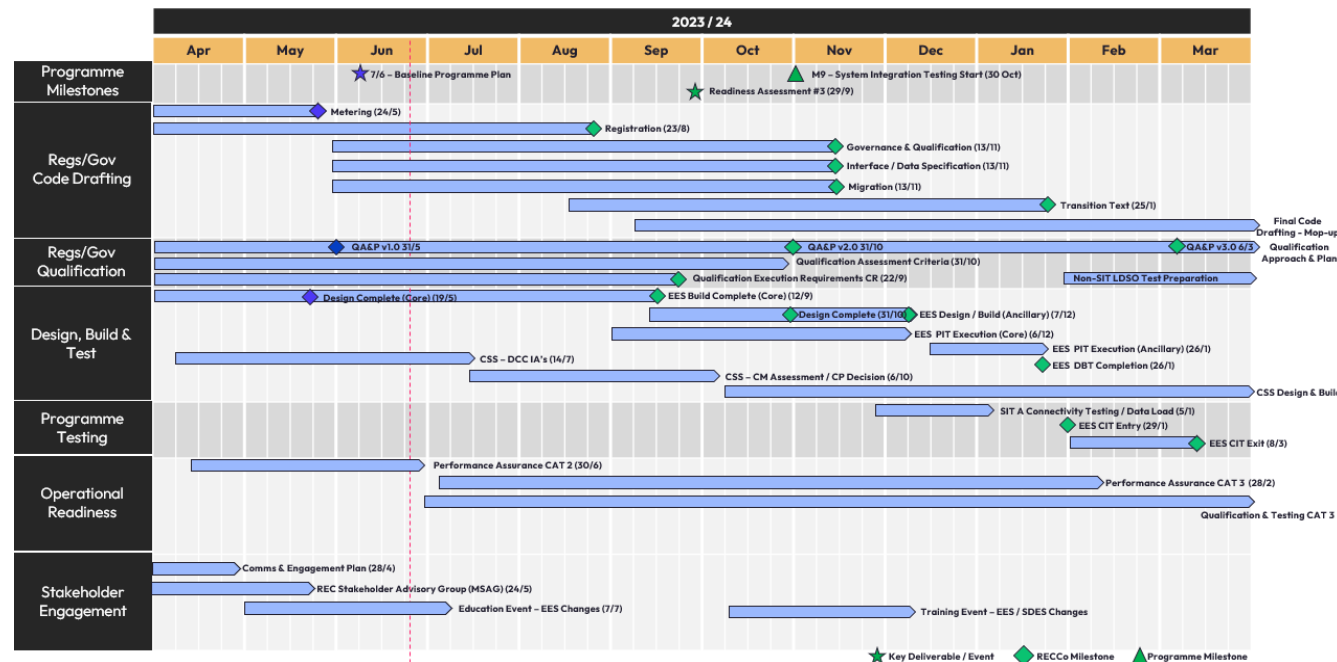 2023 / 24
Apr May Jun Jul Aug Sep Oct Nov Dec Jan Feb Mar
Programme
Milestones
7/6 – Baseline Programme Plan
M9 – System Integration Testing Start (30 Oct)
Readiness Assessment #3 (29/9)
Regs/Gov
Code Drafting
Metering (24/5)
Registration (23/8)
Governance & Qualification (13/11)
Interface / Data Specification (13/11)
Migration (13/11)
Transition Text (25/1)
Final Code
Drafting - Mop-up
Regs/Gov
Qualification
QA&P v1.0 31/5
QA&P v2.0 31/10
QA&P v3.0 6/3
Qualification
Approach & Plan
Qualification Assessment Criteria (31/10)
Qualification Execution Requirements CR (22/9)
Non-SIT LDSO Test Preparation
Design, Build &
Test
Design Complete (Core) (19/5)
EES Build Complete (Core) (12/9)
Design Complete (31/10)
EES Design / Build (Ancillary) (7/12)
EES PIT Execution (Core) (6/12)
EES PIT Execution (Ancillary) (26/1)
CSS – DCC IA's (14/7)
EES DBT Completion (26/1)
CSS – CM Assessment / CP Decision (6/10)
CSS Design & Build
Programme
Testing
SIT A Connectivity Testing / Data Load (5/1)
EES CIT Entry (29/1)
EES CIT Exit (8/3)
Operational
Readiness
Performance Assurance CAT 2 (30/6)
Performance Assurance CAT 3 (28/2)
Qualification & Testing CAT 3
Stakeholder
Engagement
Comms & Engagement Plan (28/4)
REC Stakeholder Advisory Group (MSAG) (24/5)
Education Event – EES Changes (7/7)
Training Event – EES / SDES Changes
Key Deliverable / Event
RECCo Milestone
Programme Milestone